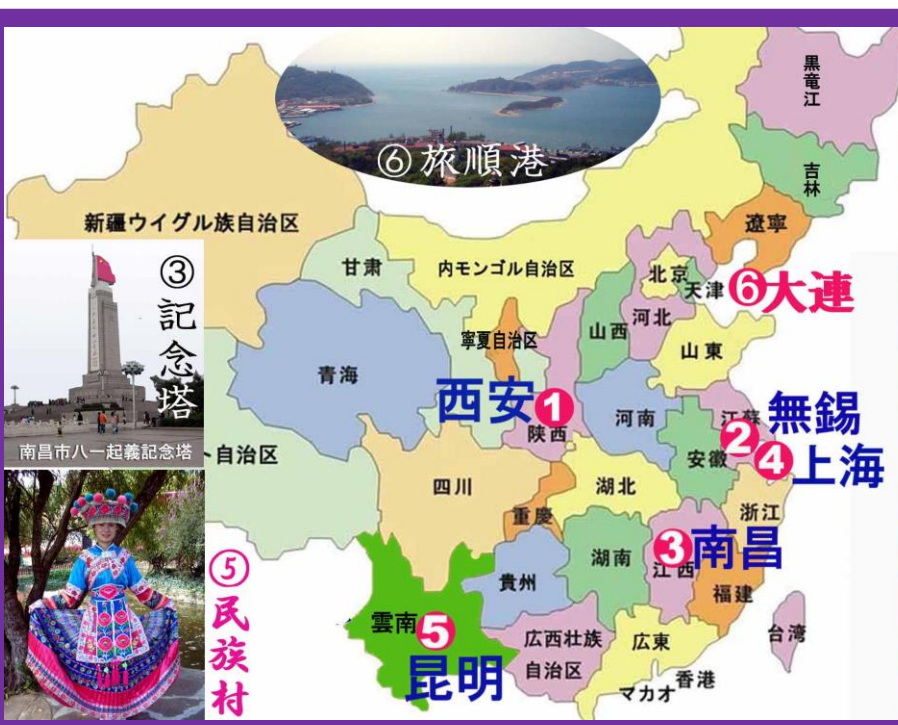 ⑥旅順港
黒竜江
吉林
遼寧
新疆ウイグル族自治区
甘粛
内モンゴル自治区
北京
天津
⑥大連
③記念塔
寧夏自治区
山西
河北
山東
青海
西安①
陝西
河南
江蘇
無錫
②
④上海
安徽
南昌市八一起義記念塔
ト自治区
四川
重慶
湖北
浙江
③南昌
江西
湖南
貴州
福建
⑤民族村
雲南⑤
昆明
広西壮族
自治区
広東
香港
マカオ
台湾